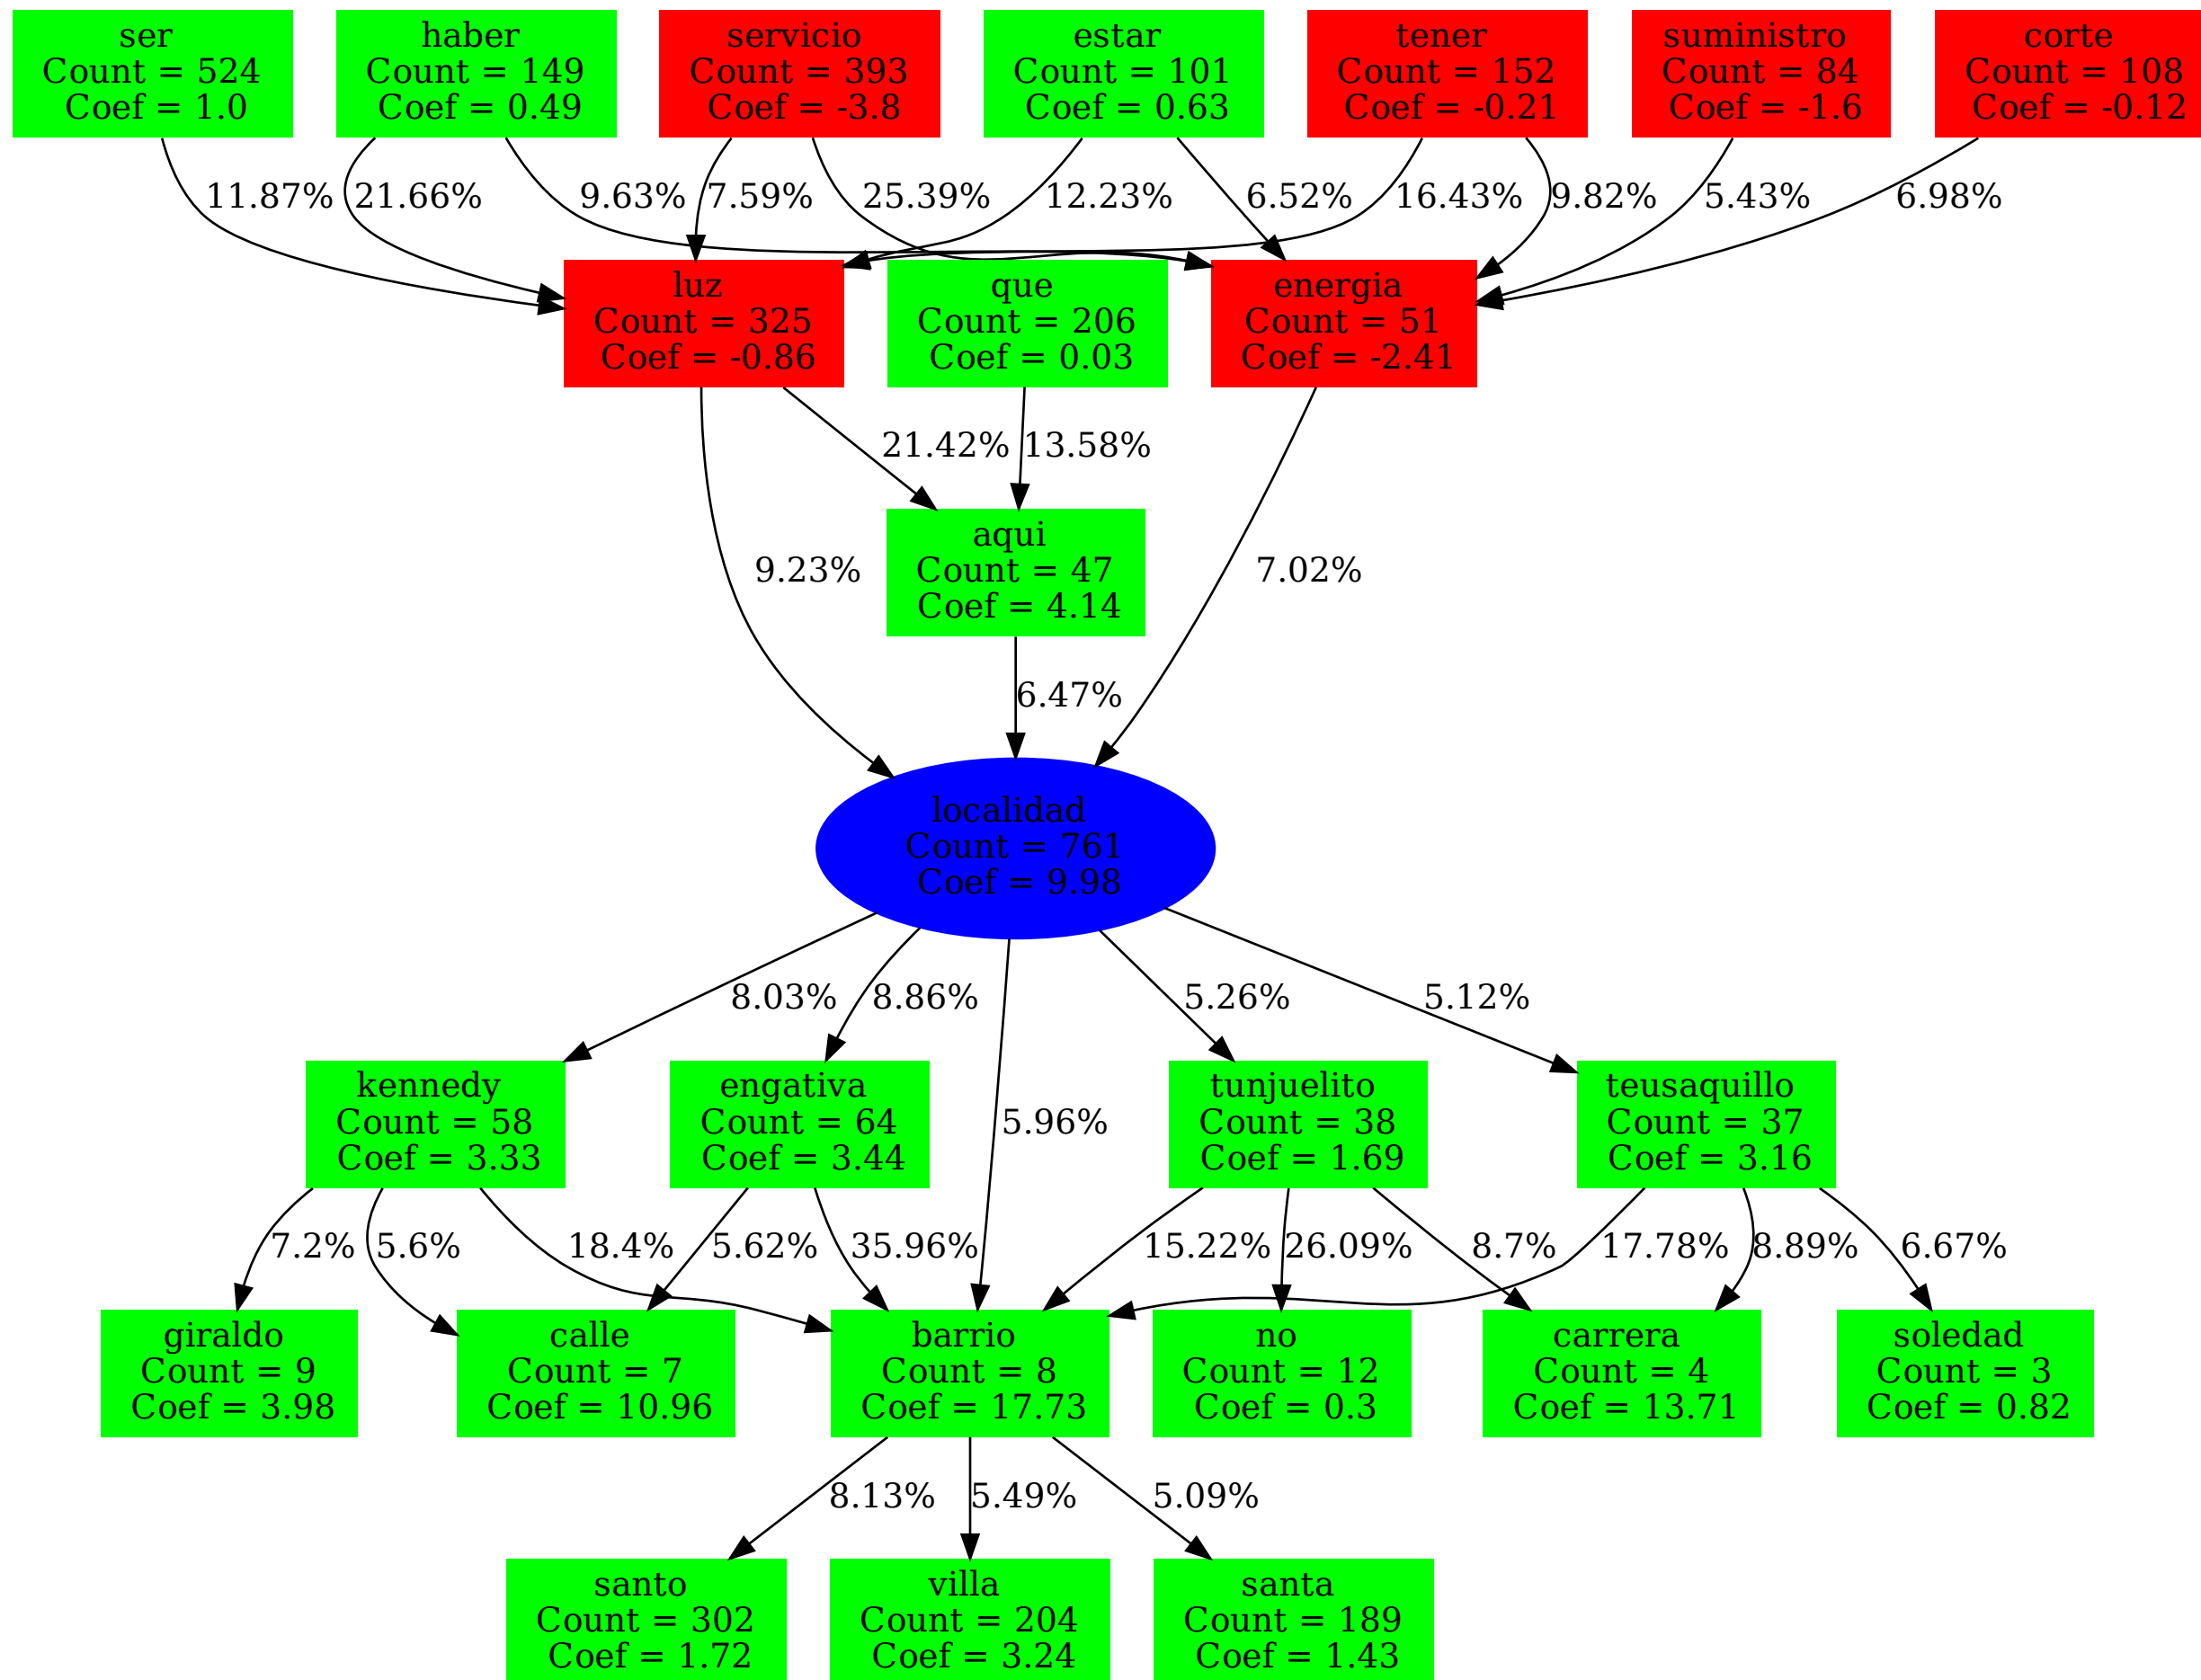 ser
Count = 524
Coef = 1.0
haber
Count = 149
Coef = 0.49
servicio
Count = 393
Coef = -3.8
estar
Count = 101
Coef = 0.63
tener
Count = 152
Coef = -0.21
suministro
Count = 84
Coef = -1.6
corte
Count = 108
Coef = -0.12
11.87%
21.66%
9.63%
7.59%
25.39%
12.23%
6.52%
16.43%
9.82%
5.43%
6.98%
luz
Count = 325
Coef = -0.86
que
Count = 206
Coef = 0.03
energia
Count = 51
Coef = -2.41
21.42%
13.58%
aqui
Count = 47
Coef = 4.14
9.23%
7.02%
6.47%
localidad
Count = 761
Coef = 9.98
8.03%
8.86%
5.26%
5.12%
5.96%
kennedy
Count = 58
Coef = 3.33
engativa
Count = 64
Coef = 3.44
tunjuelito
Count = 38
Coef = 1.69
teusaquillo
Count = 37
Coef = 3.16
7.2%
5.6%
18.4%
5.62%
35.96%
15.22%
26.09%
8.7%
17.78%
8.89%
6.67%
giraldo
Count = 9
Coef = 3.98
calle
Count = 7
Coef = 10.96
barrio
Count = 8
Coef = 17.73
no
Count = 12
Coef = 0.3
carrera
Count = 4
Coef = 13.71
soledad
Count = 3
Coef = 0.82
8.13%
5.49%
5.09%
santo
Count = 302
Coef = 1.72
villa
Count = 204
Coef = 3.24
santa
Count = 189
Coef = 1.43